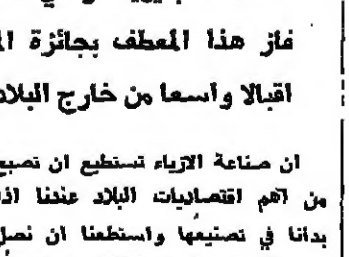 فاز هذا المعطف بجائزة
اقبالا واسعا من خارج البلاد
ان صناعة الازياء تستطيع ان تصبح
من اهم اقتصاديات البلاد عندنا اذا
بدانا في تصنيعها واستطعنا ان نصل